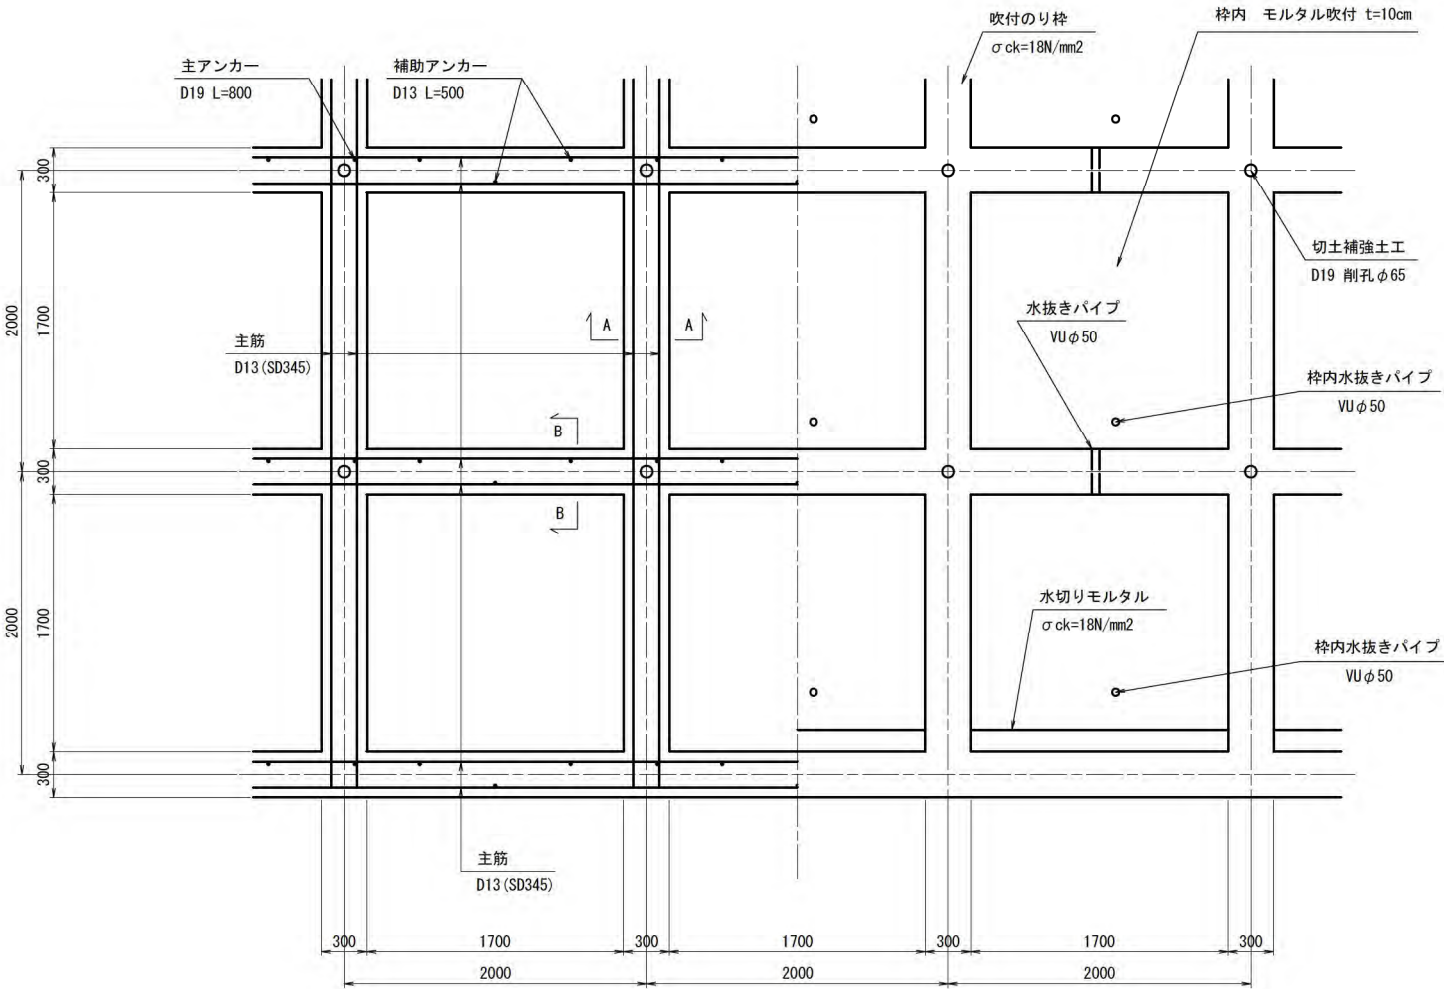 吹付のり枠
σck=18N/mm2
枠内　モルタル吹付 t=10cm
主アンカー
D19 L=800
補助アンカー
D13 L=500
300
切土補強土工
D19 削孔φ65
2000
1700
水抜きパイプ
VUφ50
A
A
主筋
D13(SD345)
枠内水抜きパイプ
VUφ50
B
300
B
水切りモルタル
σck=18N/mm2
2000
1700
枠内水抜きパイプ
VUφ50
300
主筋
D13(SD345)
300 1700 300 1700 300 1700 300
2000 2000 2000